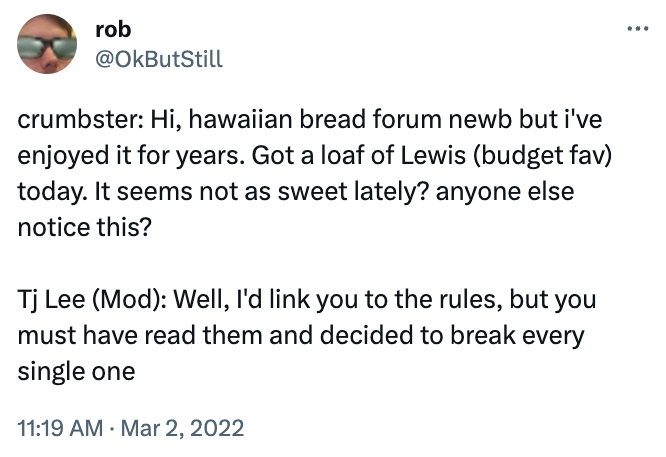 rob
@OkButStill
crumbster: Hi, hawaiian bread forum newb but i've
enjoyed it for years. Got a loaf of Lewis (budget fav)
today. It seems not as sweet lately? anyone else
notice this?
Tj Lee (Mod): Well, I'd link you to the rules, but you
must have read them and decided to break every
single one
11:19 AM · Mar 2, 2022